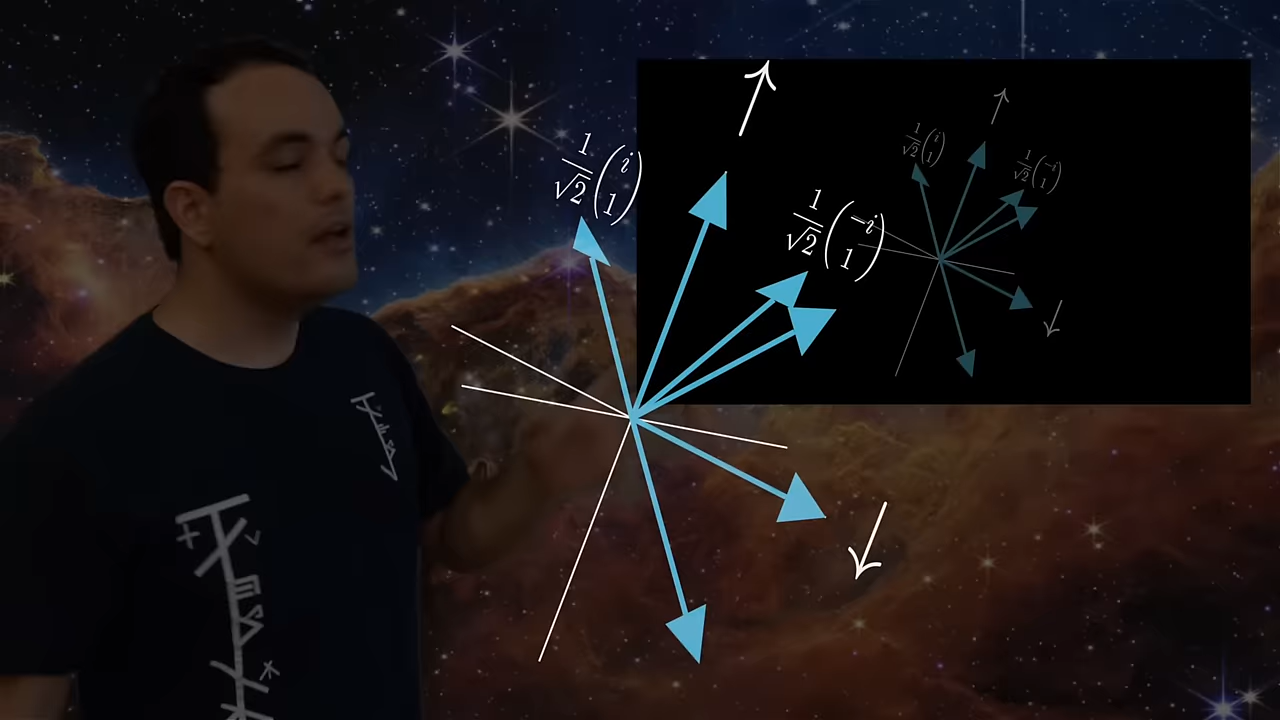 ↑
1/√2 (i 1)
1/√2 (−i 1)
↓
↑
1/√2 (i 1)
1/√2 (−i 1)
↓